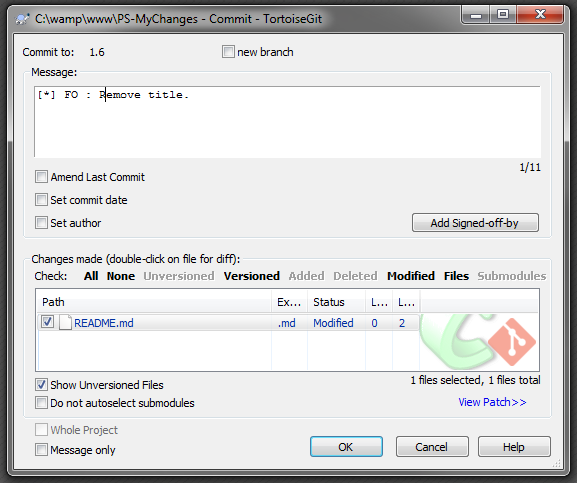 C:\wamp\www\PS-MyChanges - Commit - TortoiseGit
Commit to: 1.6 new branch
Message:
[*] FO : Remove title.
1/11
Amend Last Commit
Set commit date
Set author Add Signed-off-by
Changes made (double-click on file for diff):
Check: All None Unversioned Versioned Added Deleted Modified Files Submodules
Path Ex... Status L... L...
README.md .md Modified 0 2
Show Unversioned Files 1 files selected, 1 files total
Do not autoselect submodules View Patch>>
Whole Project
Message only OK Cancel Help